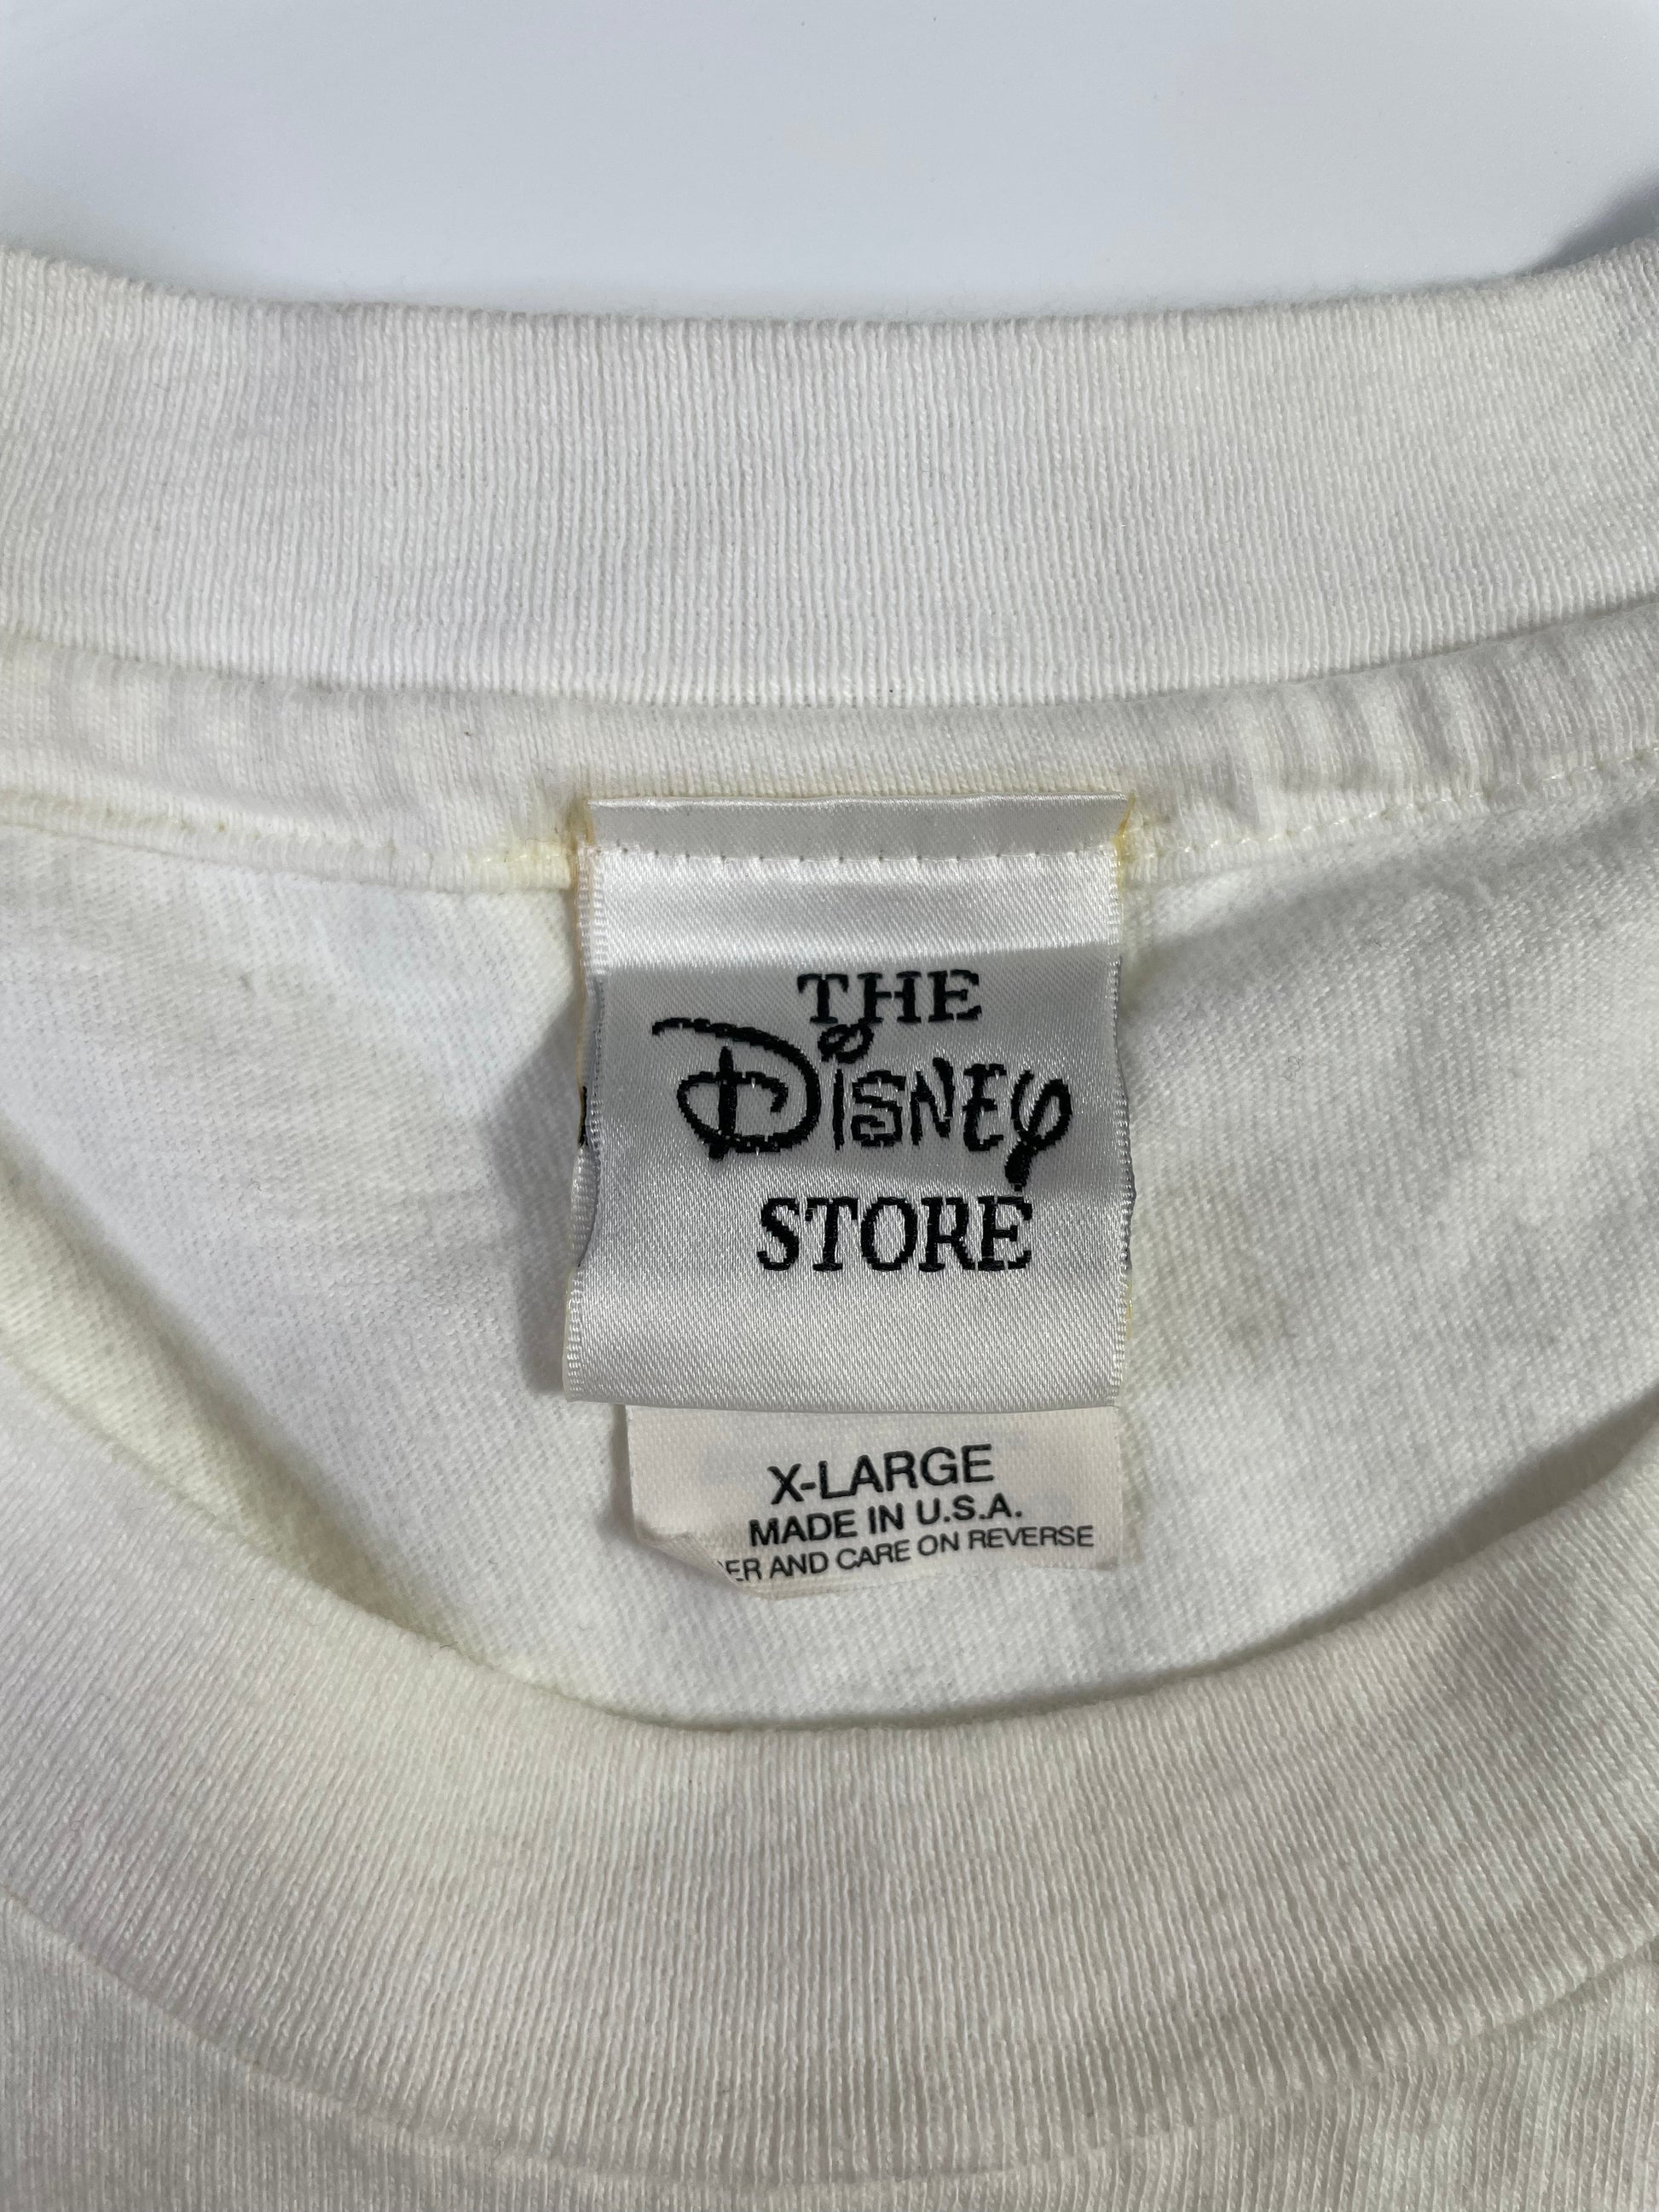 THE
Disney
STORE
X-LARGE
MADE IN U.S.A.
AND CARE ON REVERSE